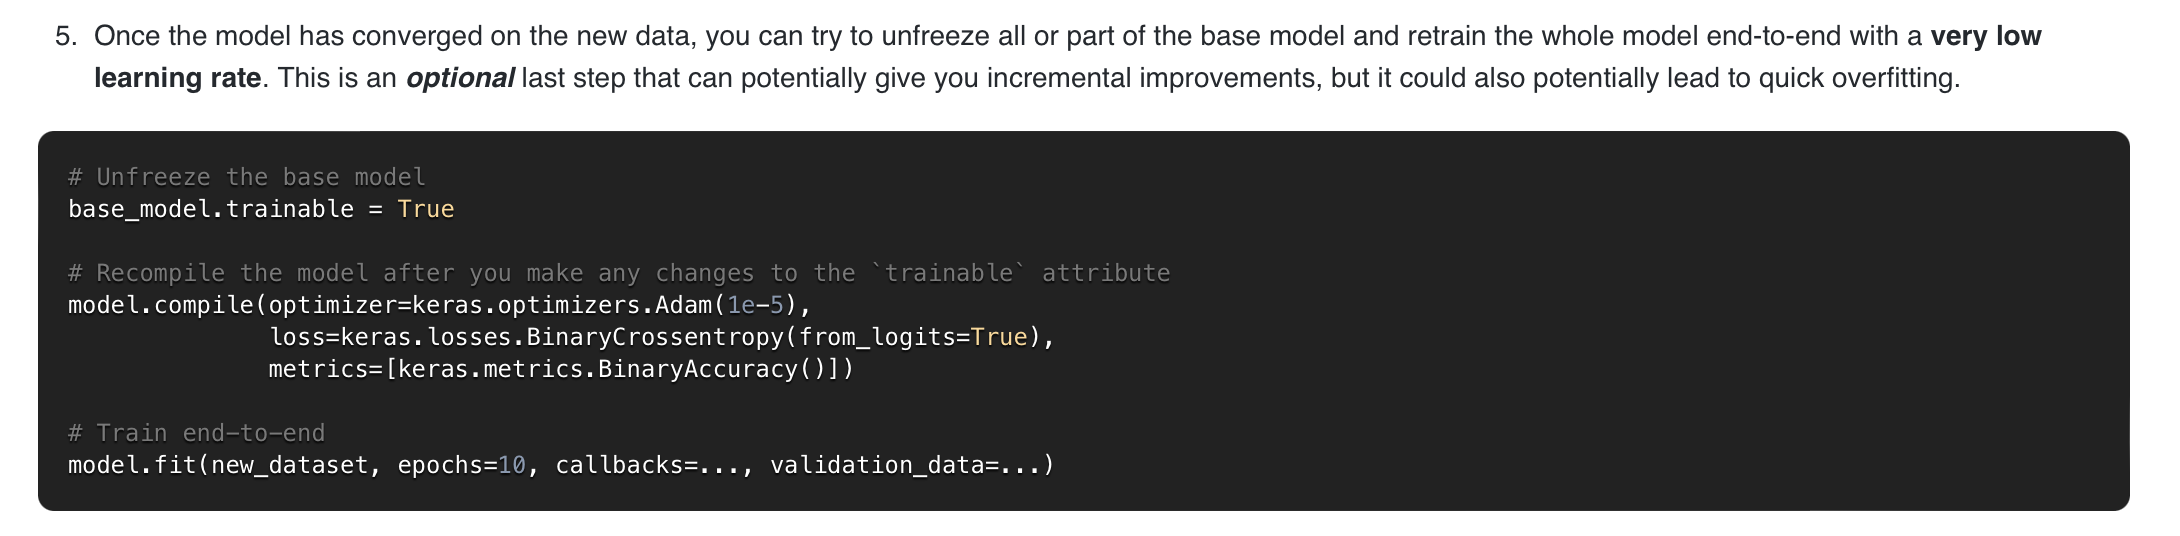 5. Once the model has converged on the new data, you can try to unfreeze all or part of the base model and retrain the whole model end-to-end with a very low
learning rate. This is an optional last step that can potentially give you incremental improvements, but it could also potentially lead to quick overfitting.
# Unfreeze the base model
base_model.trainable = True
# Recompile the model after you make any changes to the `trainable` attribute
model.compile(optimizer=keras.optimizers.Adam(1e-5),
              loss=keras.losses.BinaryCrossentropy(from_logits=True),
              metrics=[keras.metrics.BinaryAccuracy()])
# Train end-to-end
model.fit(new_dataset, epochs=10, callbacks=..., validation_data=...)